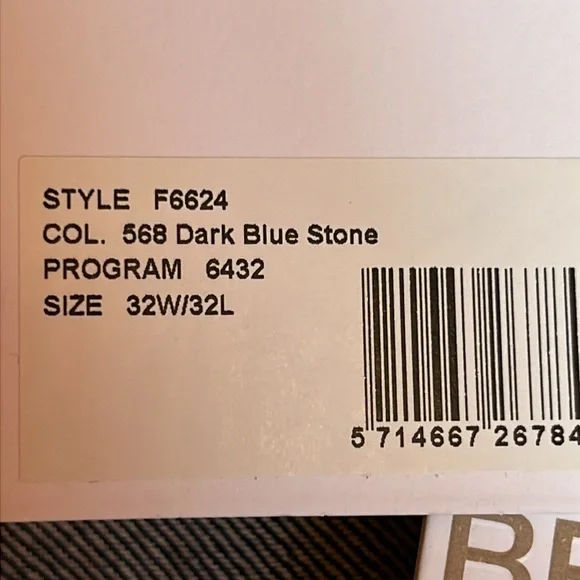 STYLE F6624
COL. 568 Dark Blue Stone
PROGRAM 6432
SIZE 32W/32L
5 714667 26784